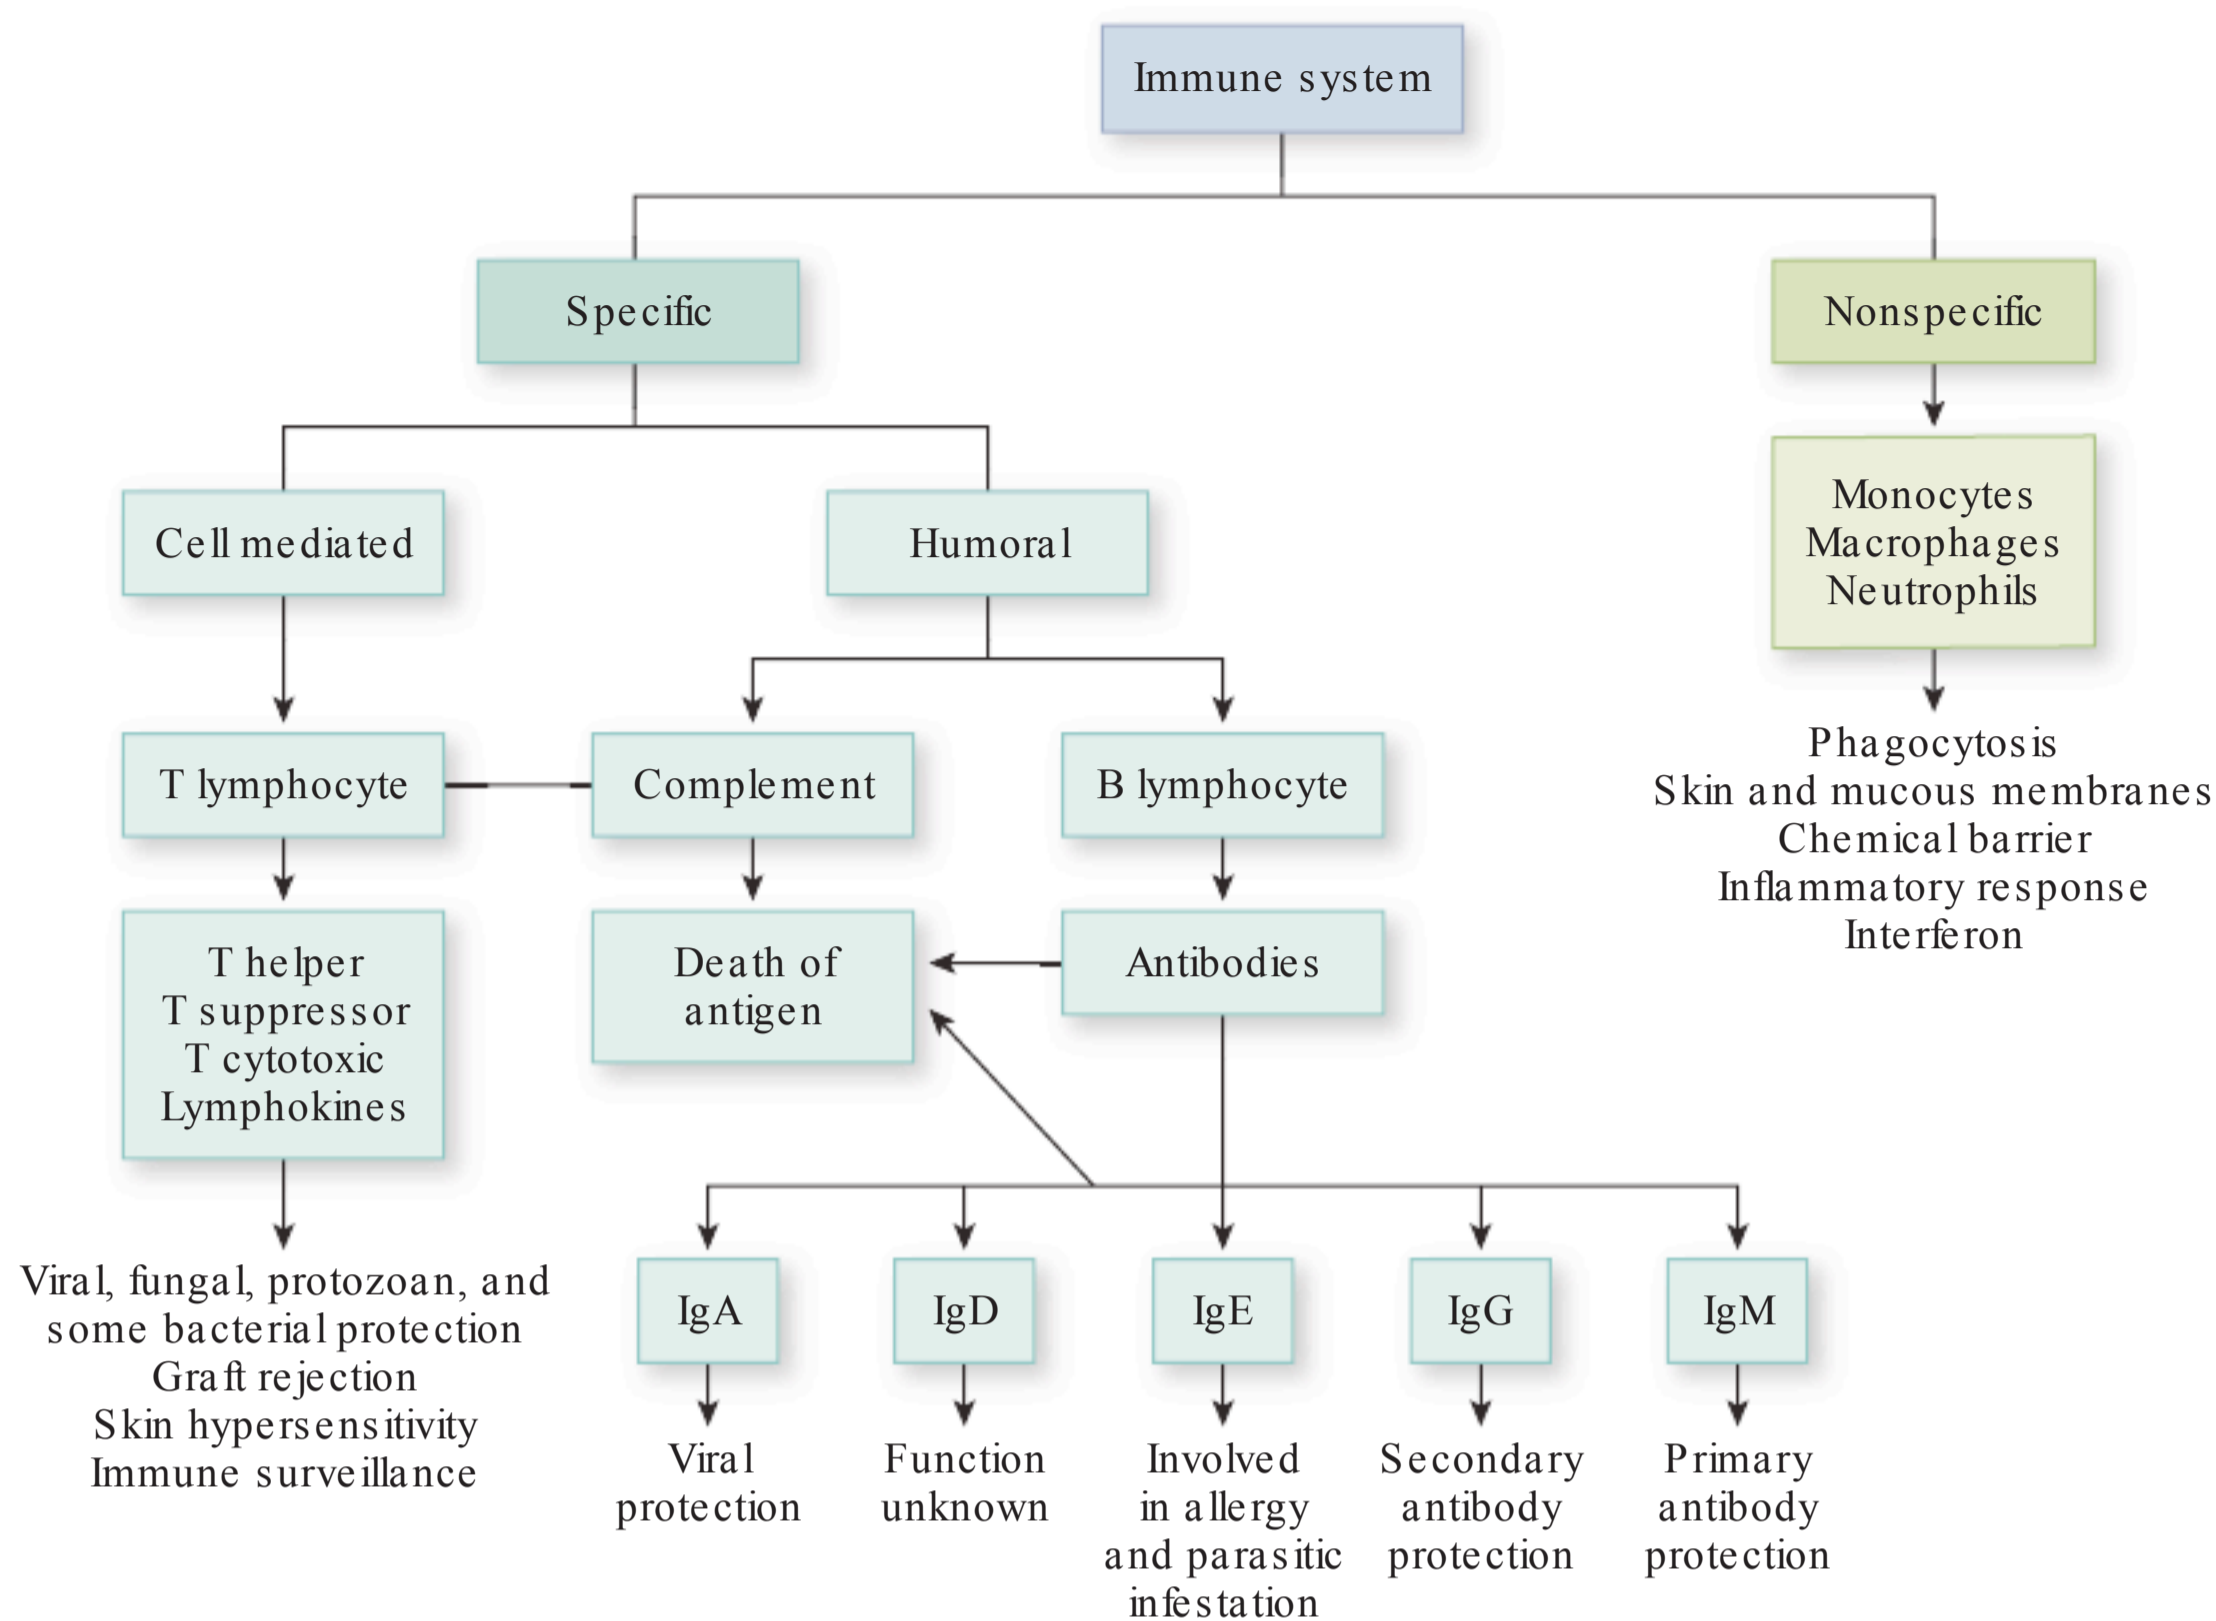 Immune system
Specific
Nonspecific
Cell mediated
Humoral
Monocytes
Macrophages
Neutrophils
T lymphocyte
Complement
B lymphocyte
Phagocytosis
Skin and mucous membranes
Chemical barrier
Inflammatory response
Interferon
T helper
T suppressor
T cytotoxic
Lymphokines
Death of
antigen
Antibodies
Viral, fungal, protozoan, and
some bacterial protection
Graft rejection
Skin hypersensitivity
Immune surveillance
IgA
IgD
IgE
IgG
IgM
Viral
protection
Function
unknown
Involved
in allergy
and parasitic
infestation
Secondary
antibody
protection
Primary
antibody
protection